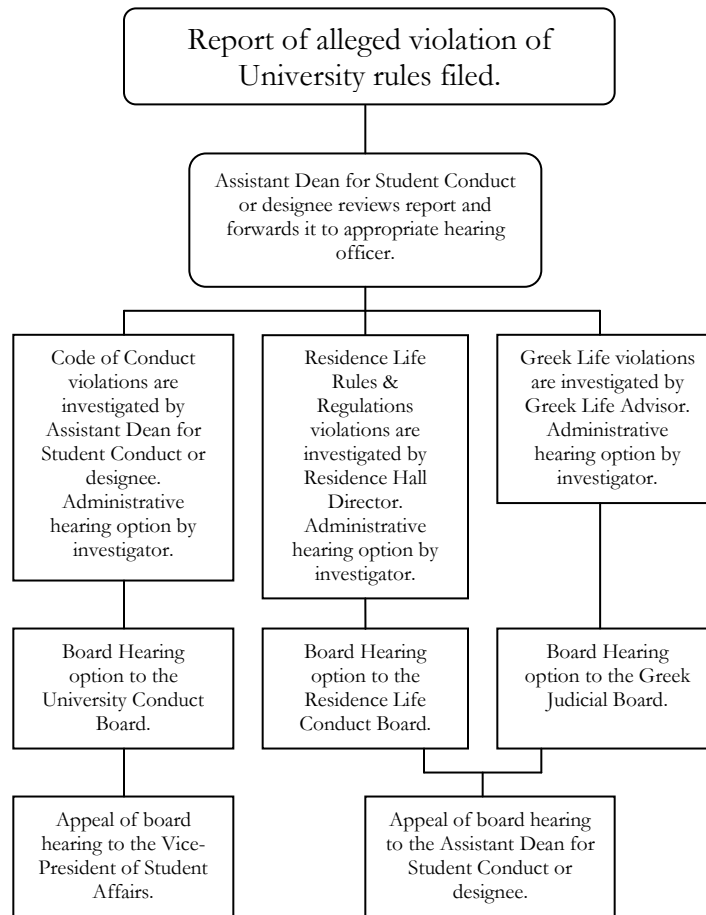 Report of alleged violation of
University rules filed.
Assistant Dean for Student Conduct
or designee reviews report and
forwards it to appropriate hearing
officer.
Code of Conduct
violations are
investigated by
Assistant Dean for
Student Conduct or
designee.
Administrative
hearing option by
investigator.
Residence Life
Rules &
Regulations
violations are
investigated by
Residence Hall
Director.
Administrative
hearing option by
investigator.
Greek Life violations
are investigated by
Greek Life Advisor.
Administrative
hearing option by
investigator.
Board Hearing
option to the
University Conduct
Board.
Board Hearing
option to the
Residence Life
Conduct Board.
Board Hearing
option to the Greek
Judicial Board.
Appeal of board
hearing to the Vice-
President of Student
Affairs.
Appeal of board hearing
to the Assistant Dean for
Student Conduct or
designee.